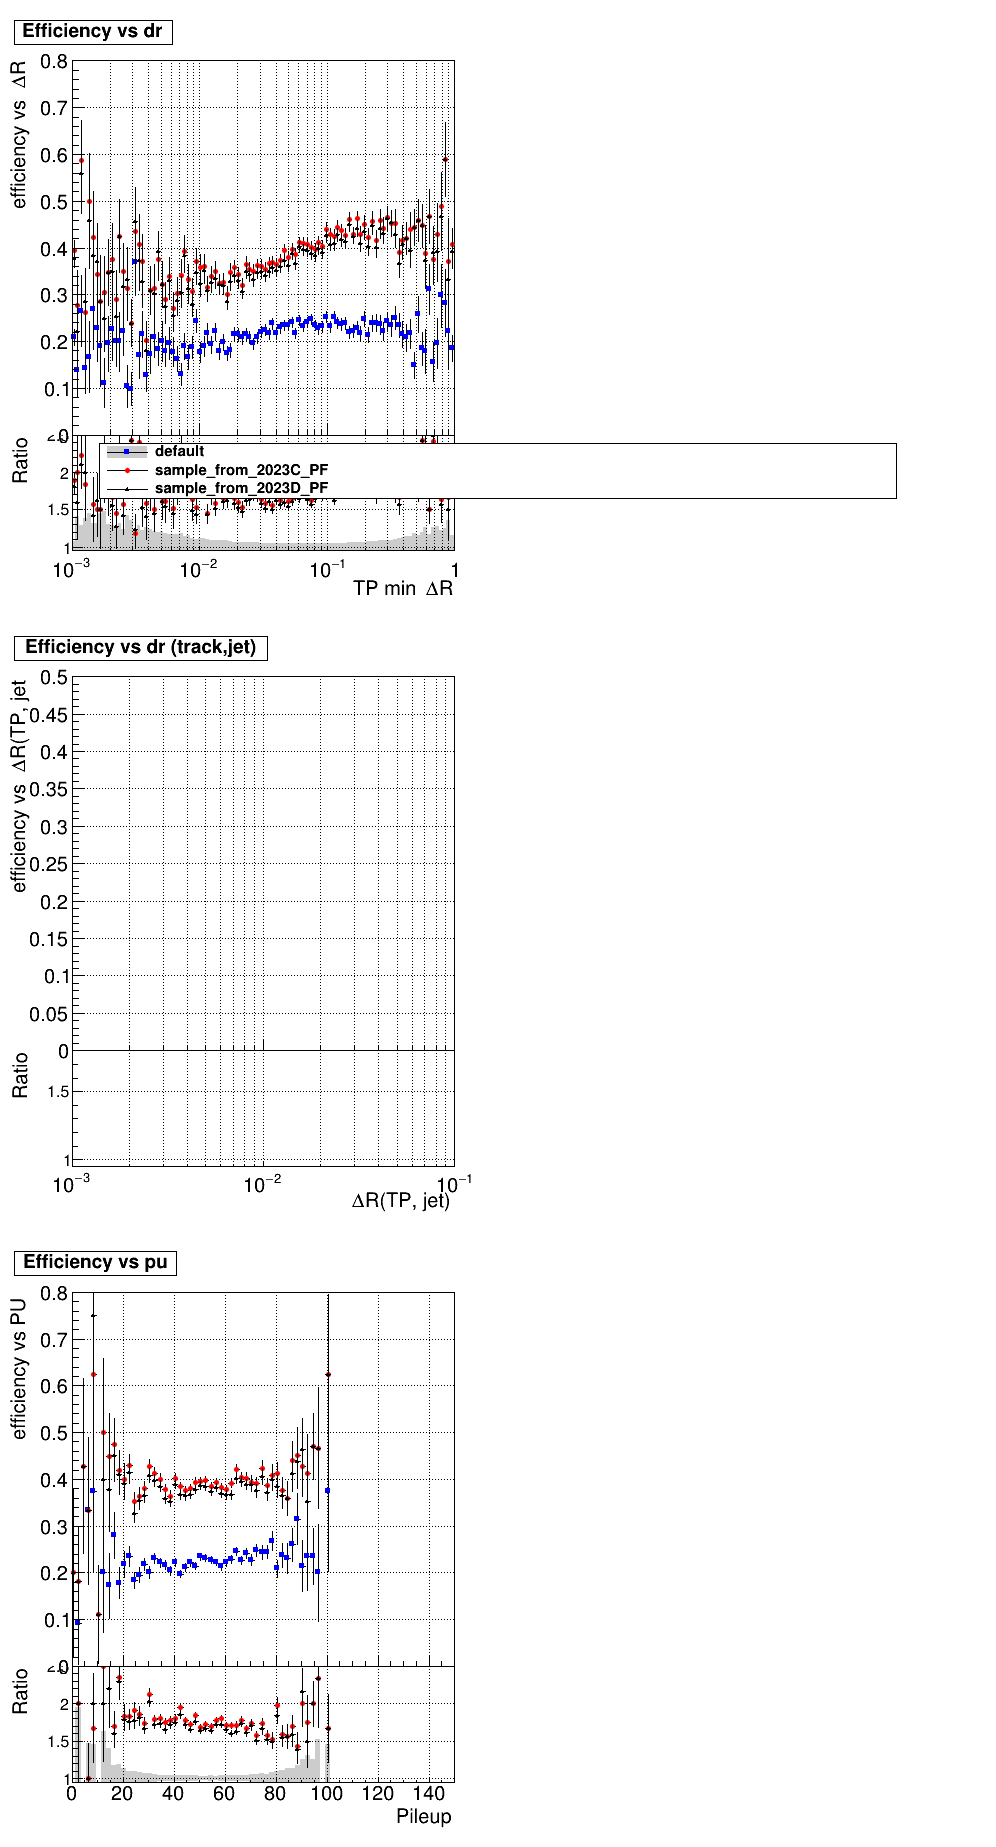 Efficiency vs dr
efficiency vs ΔR
0.8
0.7
0.6
0.5
0.4
0.3
0.2
0.1
0
Ratio
2
1.5
1
default
sample_from_2023C_PF
sample_from_2023D_PF
10⁻³ 10⁻² 10⁻¹ 1
TP min ΔR
Efficiency vs dr (track,jet)
efficiency vs ΔR(TP, jet
0.5
0.45
0.4
0.35
0.3
0.25
0.2
0.15
0.1
0.05
0
Ratio
1.5
1
10⁻³ 10⁻² 10⁻¹
ΔR(TP, jet)
Efficiency vs pu
efficiency vs PU
0.8
0.7
0.6
0.5
0.4
0.3
0.2
0.1
0
Ratio
2
1.5
1
0 20 40 60 80 100 120 140
Pileup